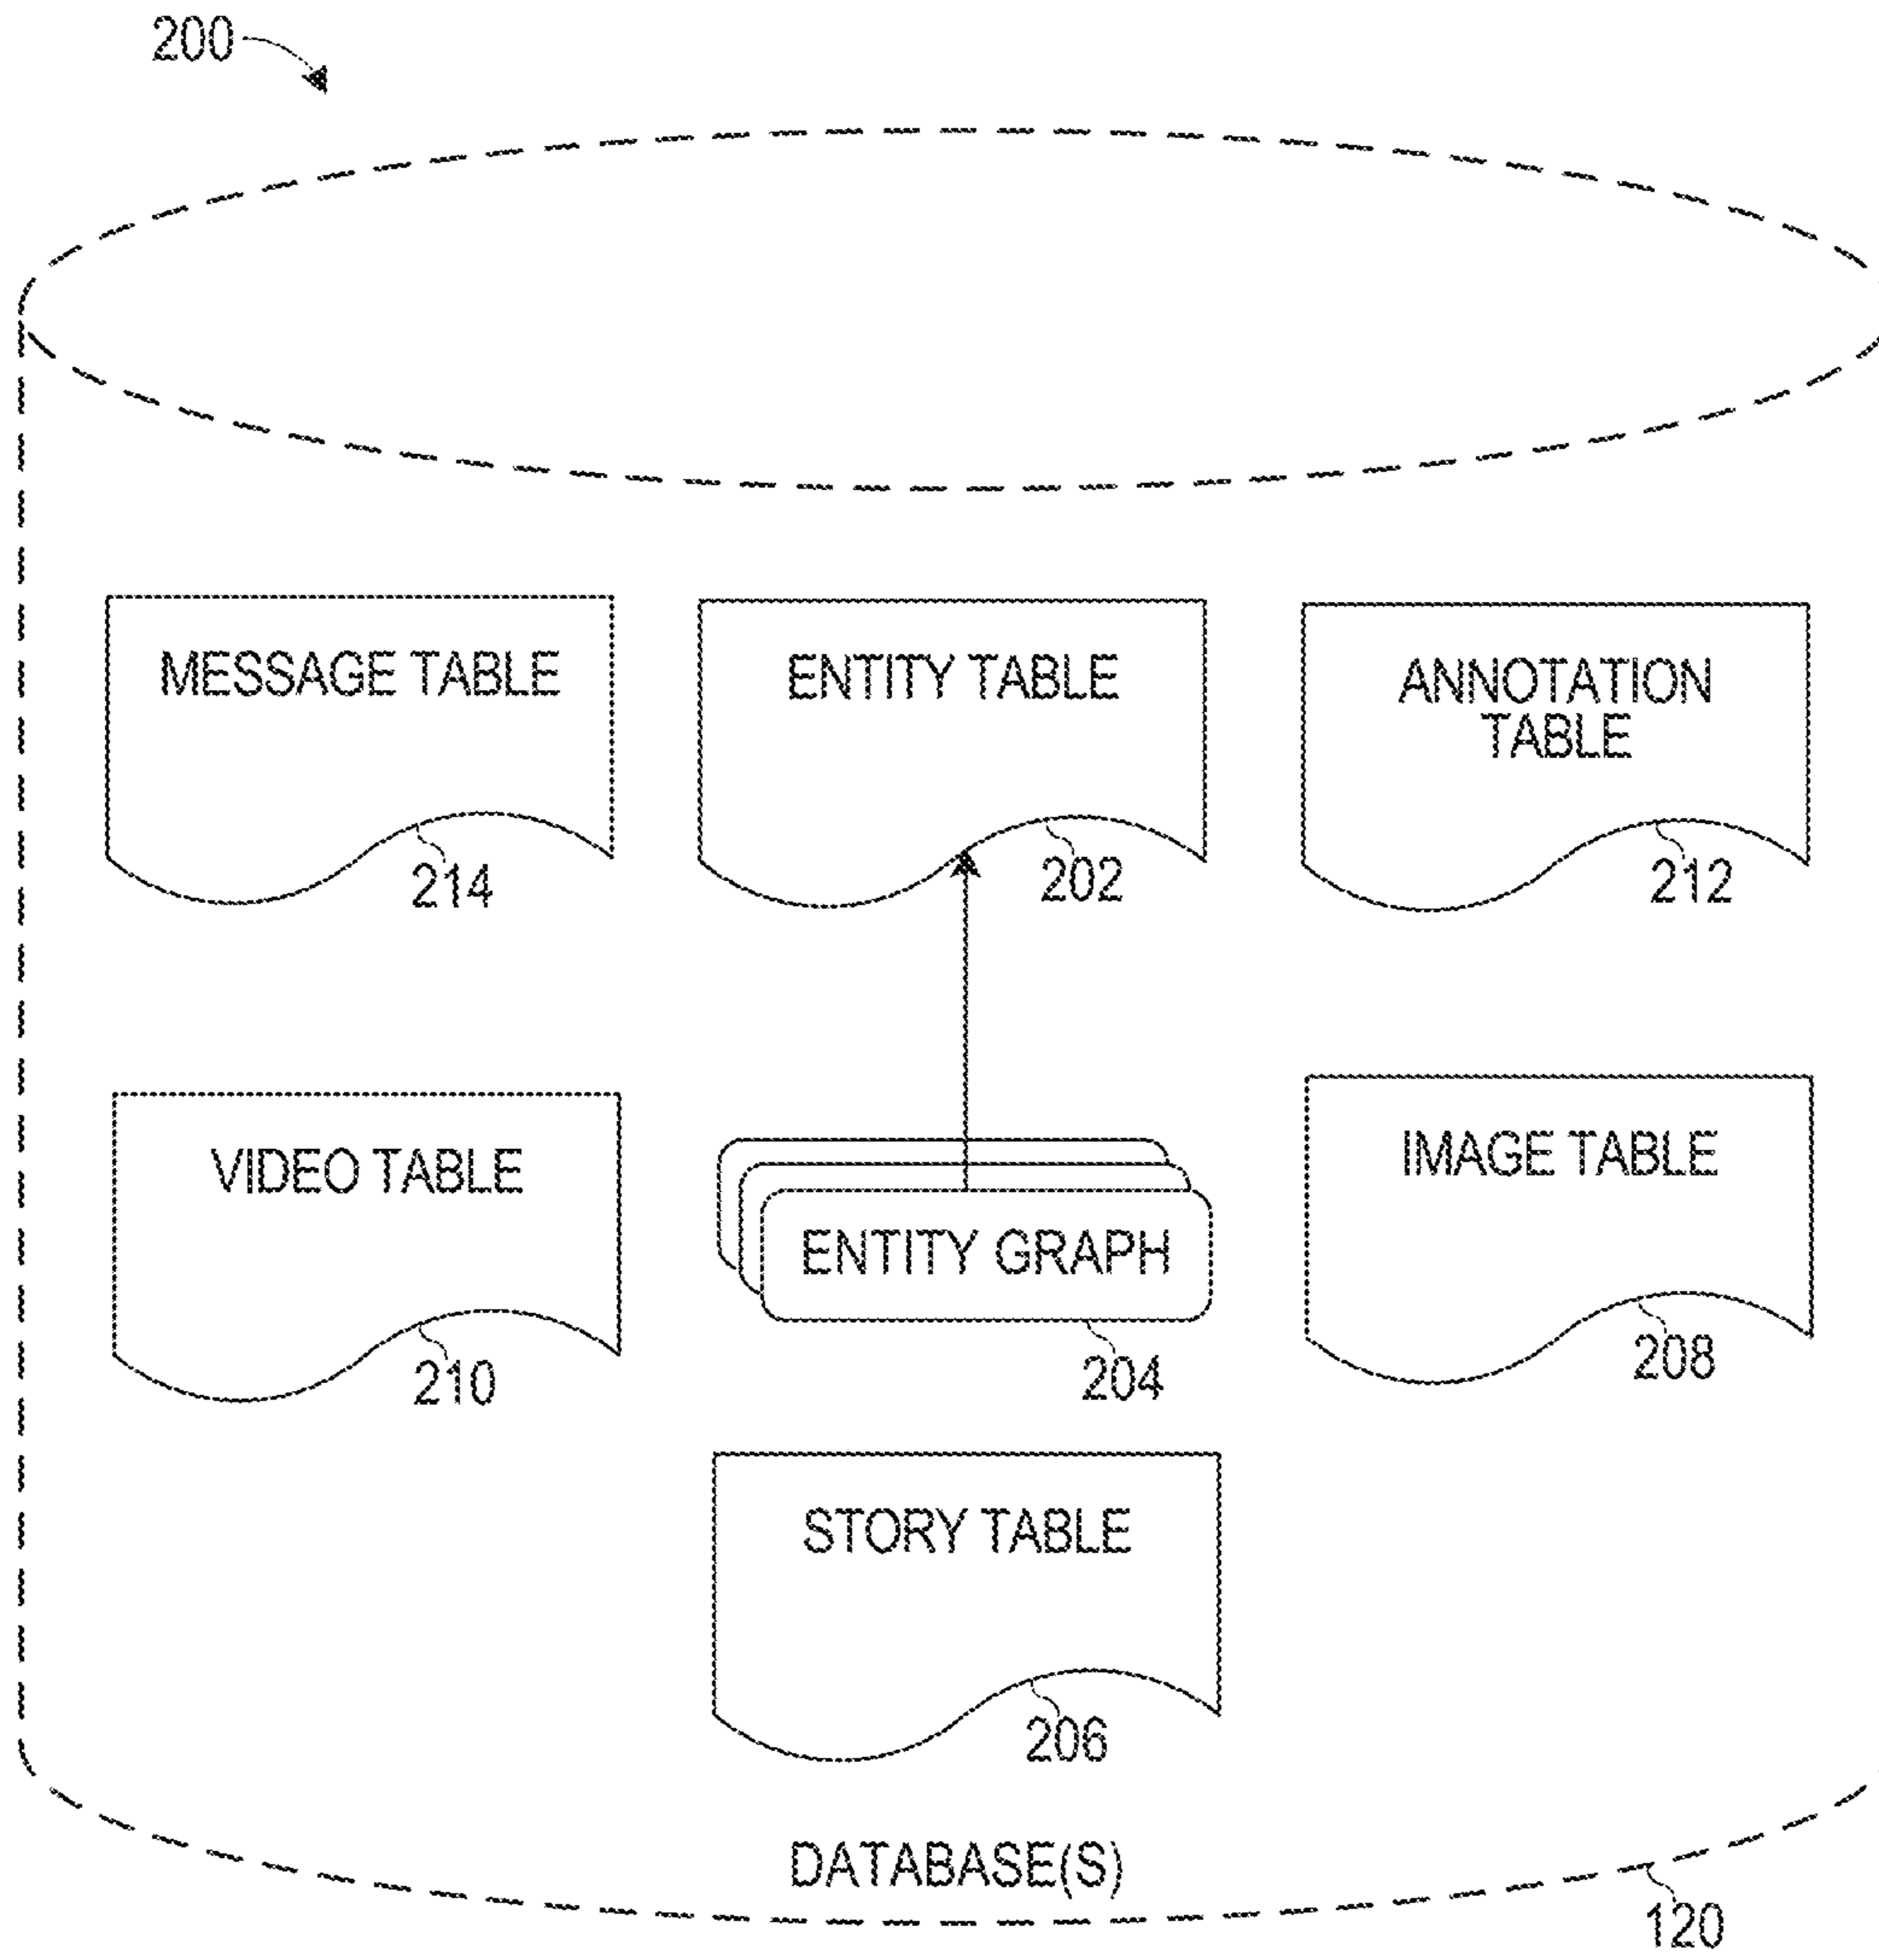 200
MESSAGE TABLE
214
ENTITY TABLE
202
ANNOTATION
TABLE
212
VIDEO TABLE
210
ENTITY GRAPH
204
IMAGE TABLE
208
STORY TABLE
206
DATABASE(S)
120